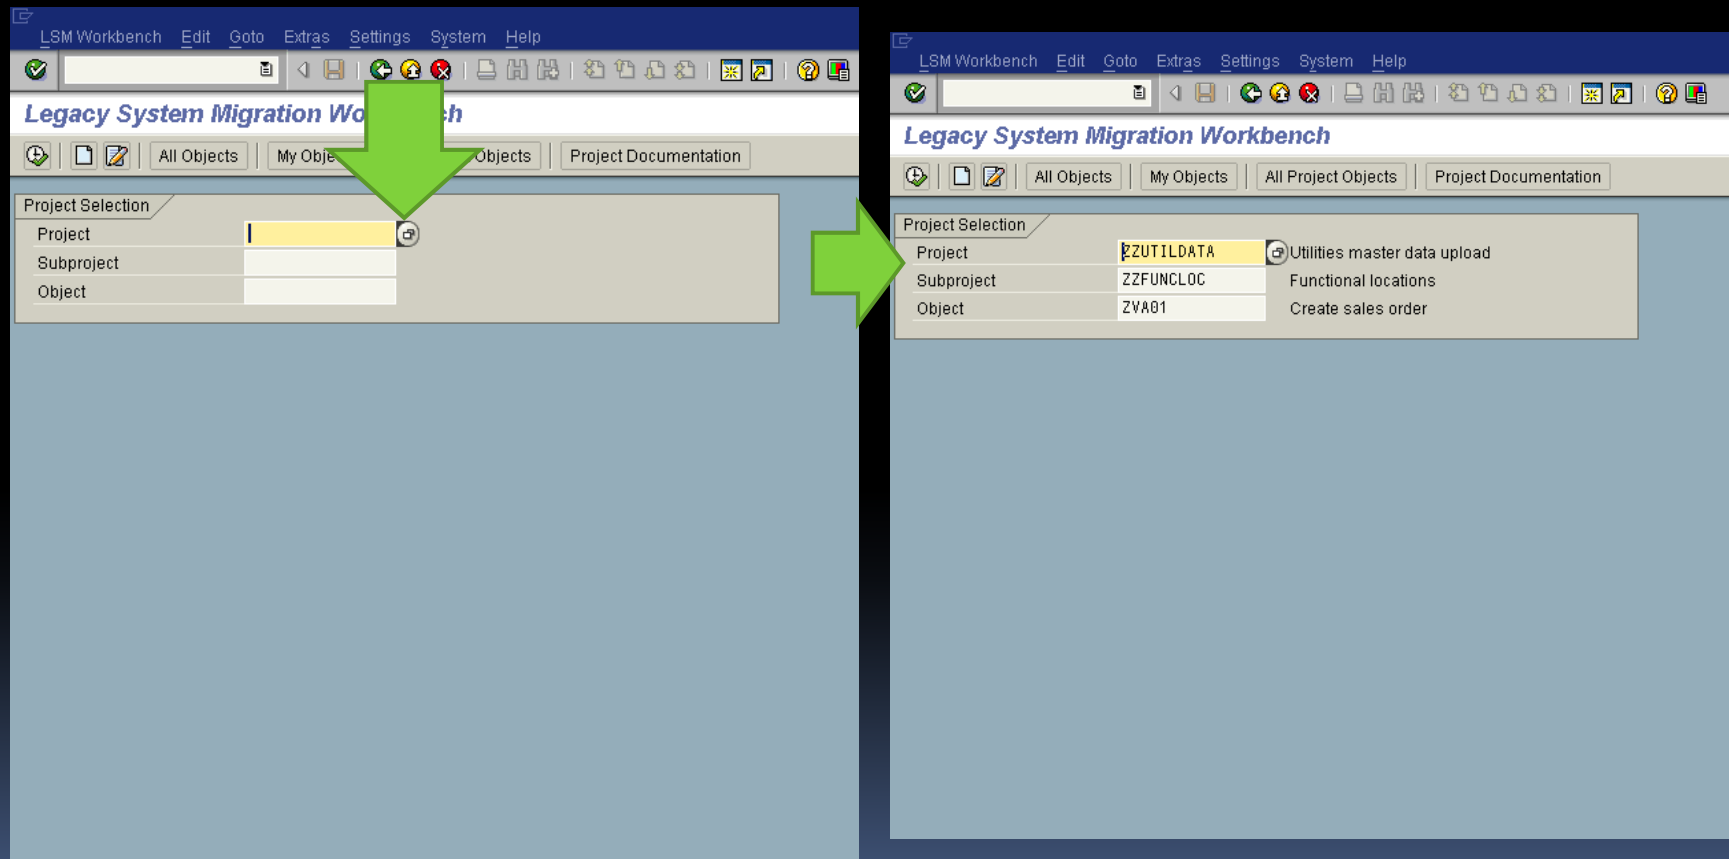 LSM Workbench Edit Goto Extras Settings System Help
Legacy System Migration Wo ch
All Objects My Obje Objects Project Documentation
Project Selection
Project
Subproject
Object
LSM Workbench Edit Goto Extras Settings System Help
Legacy System Migration Workbench
All Objects My Objects All Project Objects Project Documentation
Project Selection
Project ZZUTILDATA Utilities master data upload
Subproject ZZFUNCLOC Functional locations
Object ZVA01 Create sales order